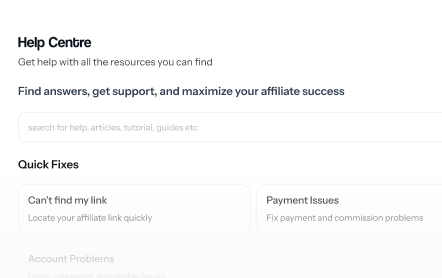 Help Centre
Get help with all the resources you can find
Find answers, get support, and maximize your affiliate success
search for help, articles, tutorial, guides etc
Quick Fixes
Can't find my link
Payment Issues
Locate your affiliate link quickly
Fix payment and commission problems
Account Problems